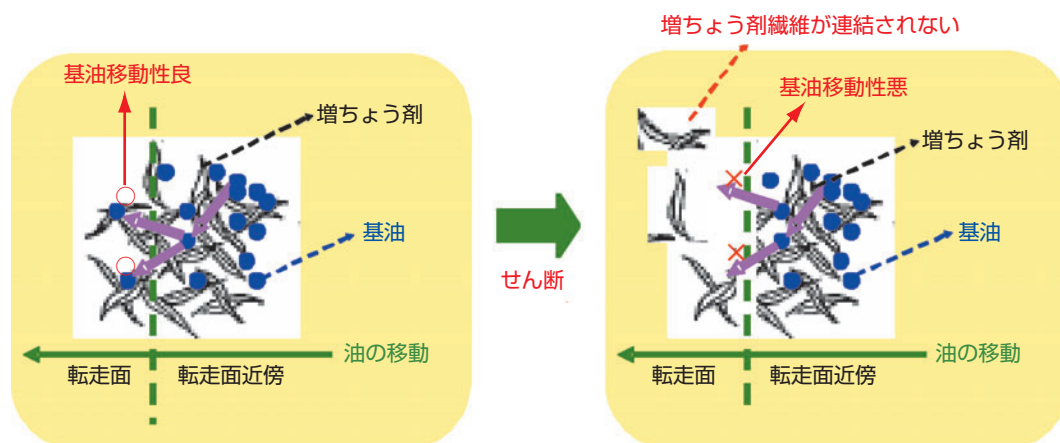 増ちょう剤繊維が連結されない
基油移動性良
基油移動性悪
増ちょう剤
増ちょう剤
基油
基油
せん断
油の移動
油の移動
転走面 転走面近傍
転走面 転走面近傍